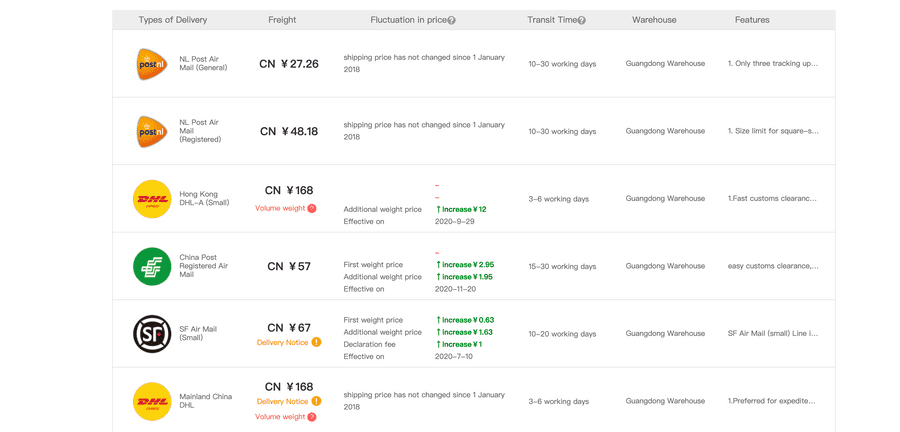 Types of Delivery Freight Fluctuation in price Transit Time Warehouse Features
postnl
NL Post Air
Mail (General)
CN ￥27.26
shipping price has not changed since 1 January
2018
10-30 working days
Guangdong Warehouse
1. Only three tracking up...
postnl
NL Post Air
Mail
(Registered)
CN ￥48.18
shipping price has not changed since 1 January
2018
10-30 working days
Guangdong Warehouse
1. Size limit for square-s...
DHL
EXPRESS
Hong Kong
DHL-A (Small)
CN ￥168
Volume weight ?
-
-
Additional weight price ↑Increase￥12
Effective on 2020-9-29
3-6 working days
Guangdong Warehouse
1.Fast customs clearanc...
China Post
Registered Air
Mail
CN ￥57
-
First weight price ↑Increase￥2.95
Additional weight price ↑Increase￥1.95
Effective on 2020-11-20
15-30 working days
Guangdong Warehouse
easy customs clearance,...
SF
SF Air Mail
(Small)
CN ￥67
Delivery Notice !
First weight price ↑Increase￥0.63
Additional weight price ↑Increase￥1.63
Declaration fee ↑Increase￥1
Effective on 2020-7-10
10-20 working days
Guangdong Warehouse
SF Air Mail (small) Line i...
DHL
EXPRESS
Mainland China
DHL
CN ￥168
Delivery Notice !
Volume weight ?
shipping price has not changed since 1 January
2018
3-6 working days
Guangdong Warehouse
1.Preferred for expedite...